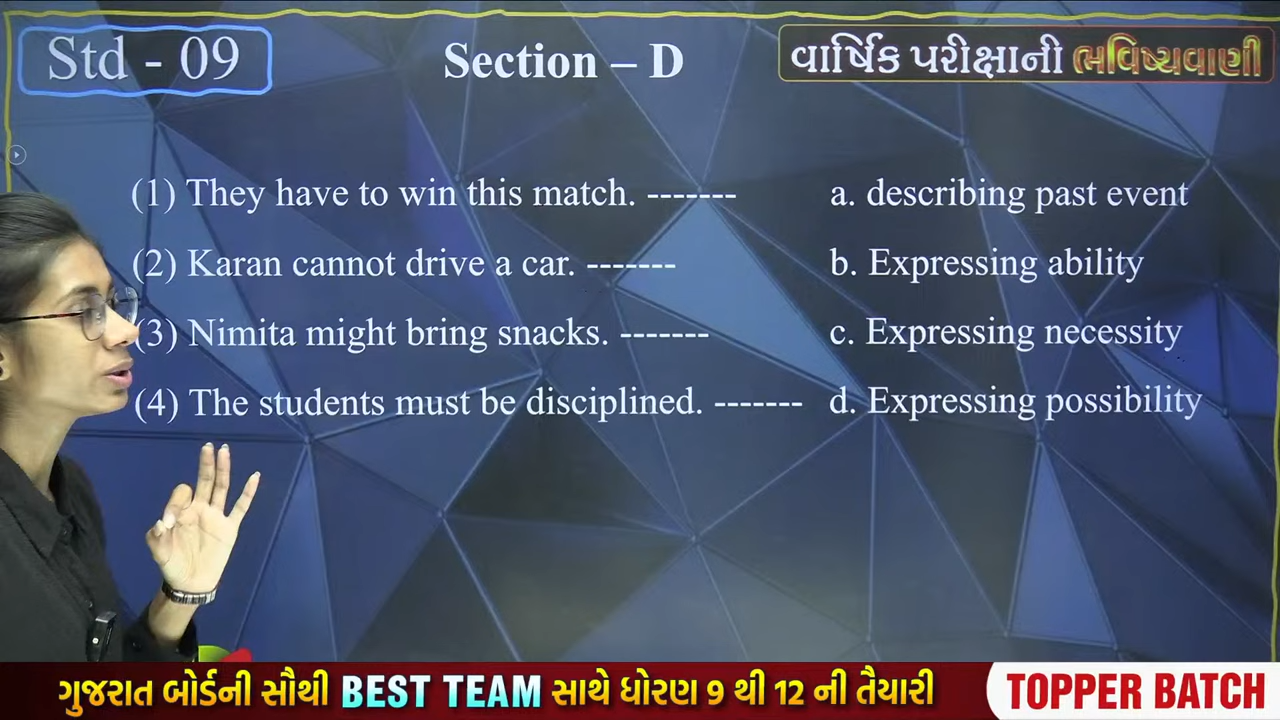 Std - 09
Section – D
વાર્ષિક પરીક્ષાની ભવિષ્યવાણી
(1) They have to win this match. ------- a. describing past event
(2) Karan cannot drive a car. ------- b. Expressing ability
(3) Nimita might bring snacks. ------- c. Expressing necessity
(4) The students must be disciplined. ------- d. Expressing possibility
ગુજરાત બોર્ડની સૌથી BEST TEAM સાથે ધોરણ 9 થી 12 ની તૈયારી
TOPPER BATCH